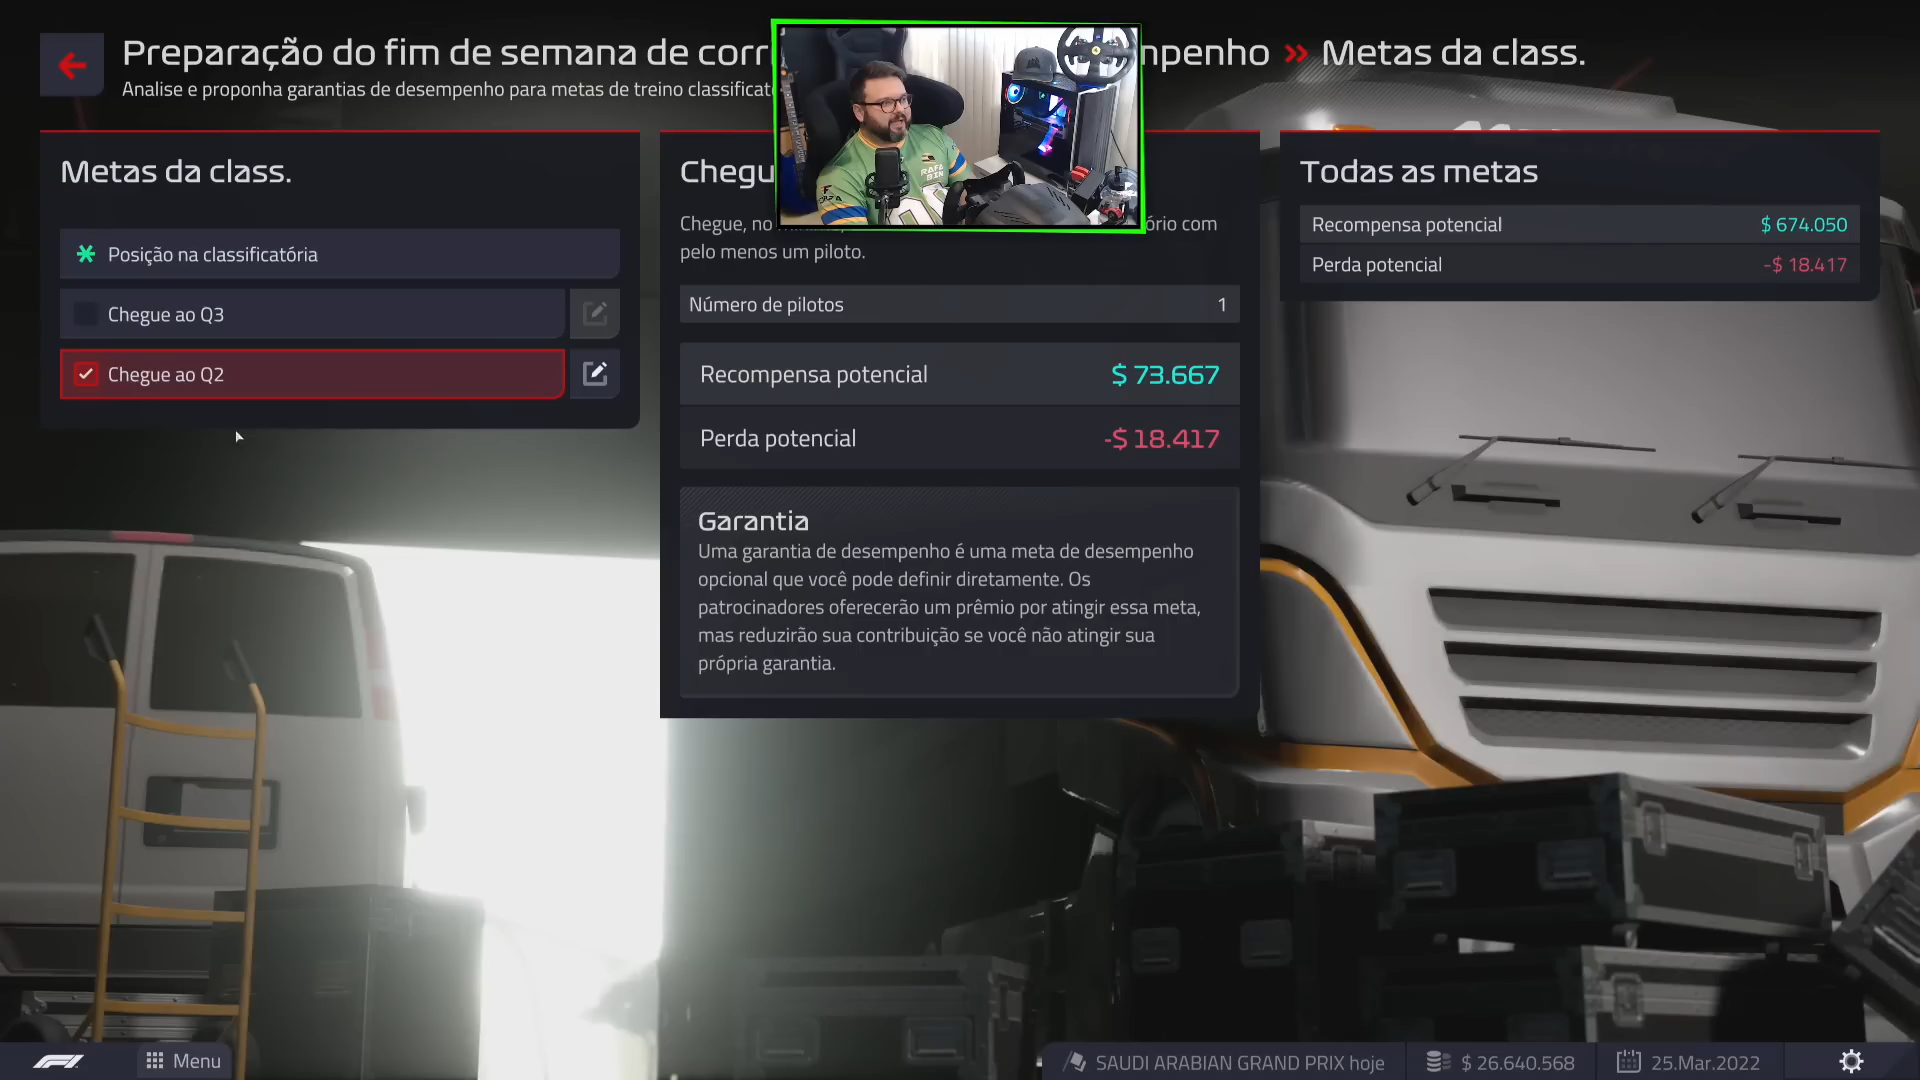 Preparação do fim de semana de corr
penho » Metas da class.
Analise e proponha garantias de desempenho para metas de treino classificat
Metas da class.
Posição na classificatória
Chegue ao Q3
Chegue ao Q2
Chegu
Chegue, no
ório com
pelo menos um piloto.
Número de pilotos 1
Recompensa potencial $ 73.667
Perda potencial -$ 18.417
Garantia
Uma garantia de desempenho é uma meta de desempenho
opcional que você pode definir diretamente. Os
patrocinadores oferecerão um prêmio por atingir essa meta,
mas reduzirão sua contribuição se você não atingir sua
própria garantia.
Todas as metas
Recompensa potencial $ 674.050
Perda potencial -$ 18.417
Menu
SAUDI ARABIAN GRAND PRIX hoje
$ 26.640.568
25.Mar.2022